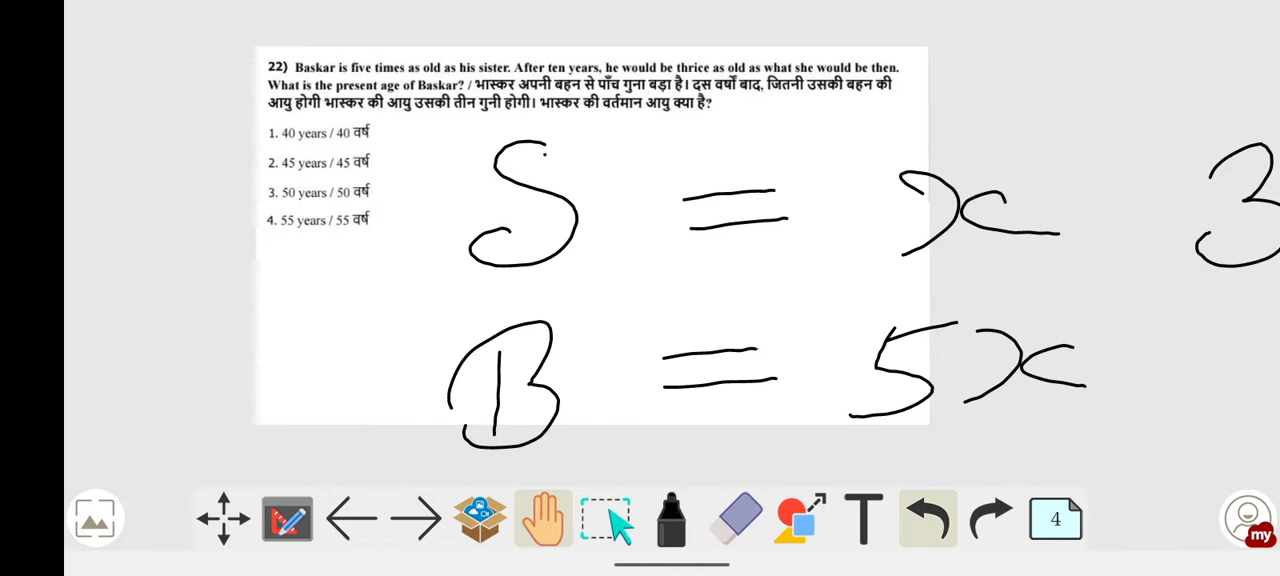 22) Baskar is five times as old as his sister. After ten years, he would be thrice as old as what she would be then.
What is the present age of Baskar? / भास्कर अपनी बहन से पाँच गुना बड़ा है। दस वर्षों बाद, जितनी उसकी बहन की
आयु होगी भास्कर की आयु उसकी तीन गुनी होगी। भास्कर की वर्तमान आयु क्या है?
1. 40 years / 40 वर्ष
2. 45 years / 45 वर्ष
3. 50 years / 50 वर्ष
4. 55 years / 55 वर्ष
S = x 3
B = 5x
T
4
my